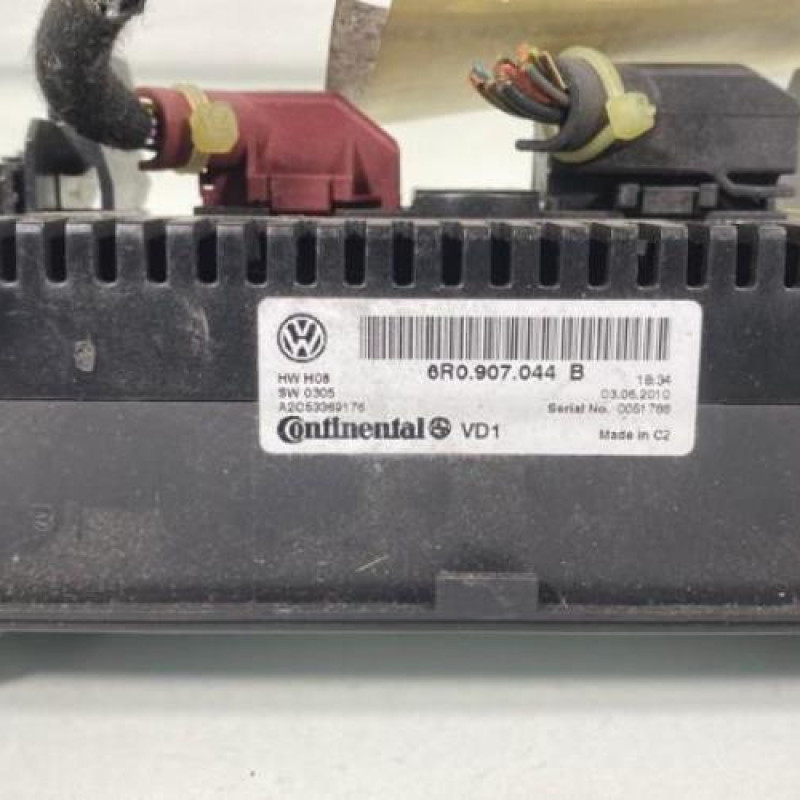 6R0.907.044 B
HW H08
18:34
SW 0305
03.06.2010
A2C53369176
Serial No. 0051766
Continental VD1
Made in CZ